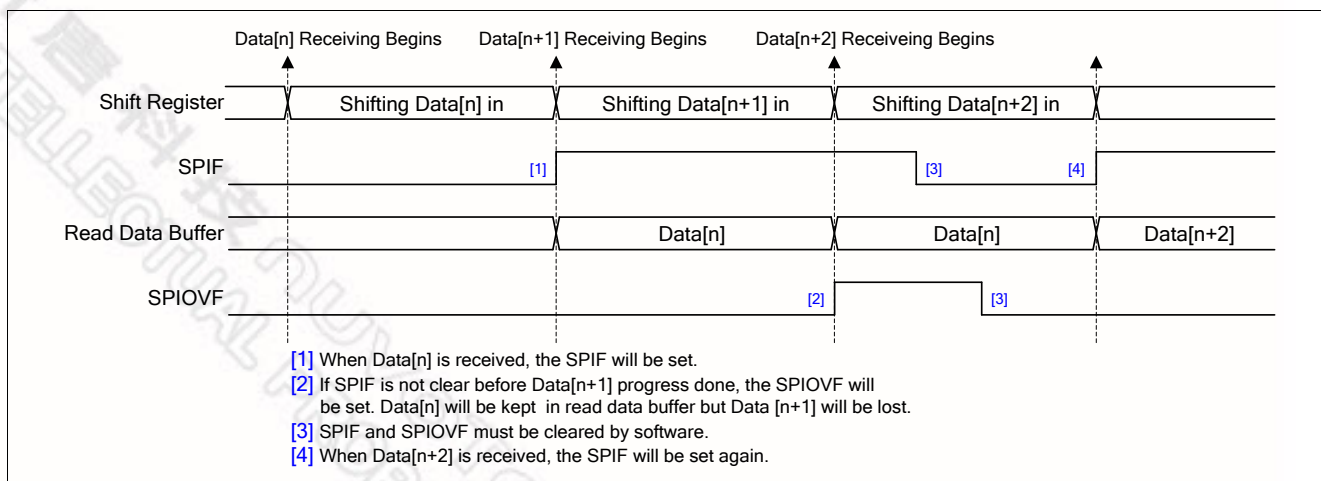 Data[n] Receiving Begins Data[n+1] Receiving Begins Data[n+2] Receiveing Begins
Shift Register Shifting Data[n] in Shifting Data[n+1] in Shifting Data[n+2] in
SPIF [1] [3] [4]
Read Data Buffer Data[n] Data[n] Data[n+2]
SPIOVF [2] [3]
[1] When Data[n] is received, the SPIF will be set.
[2] If SPIF is not clear before Data[n+1] progress done, the SPIOVF will
be set. Data[n] will be kept in read data buffer but Data [n+1] will be lost.
[3] SPIF and SPIOVF must be cleared by software.
[4] When Data[n+2] is received, the SPIF will be set again.